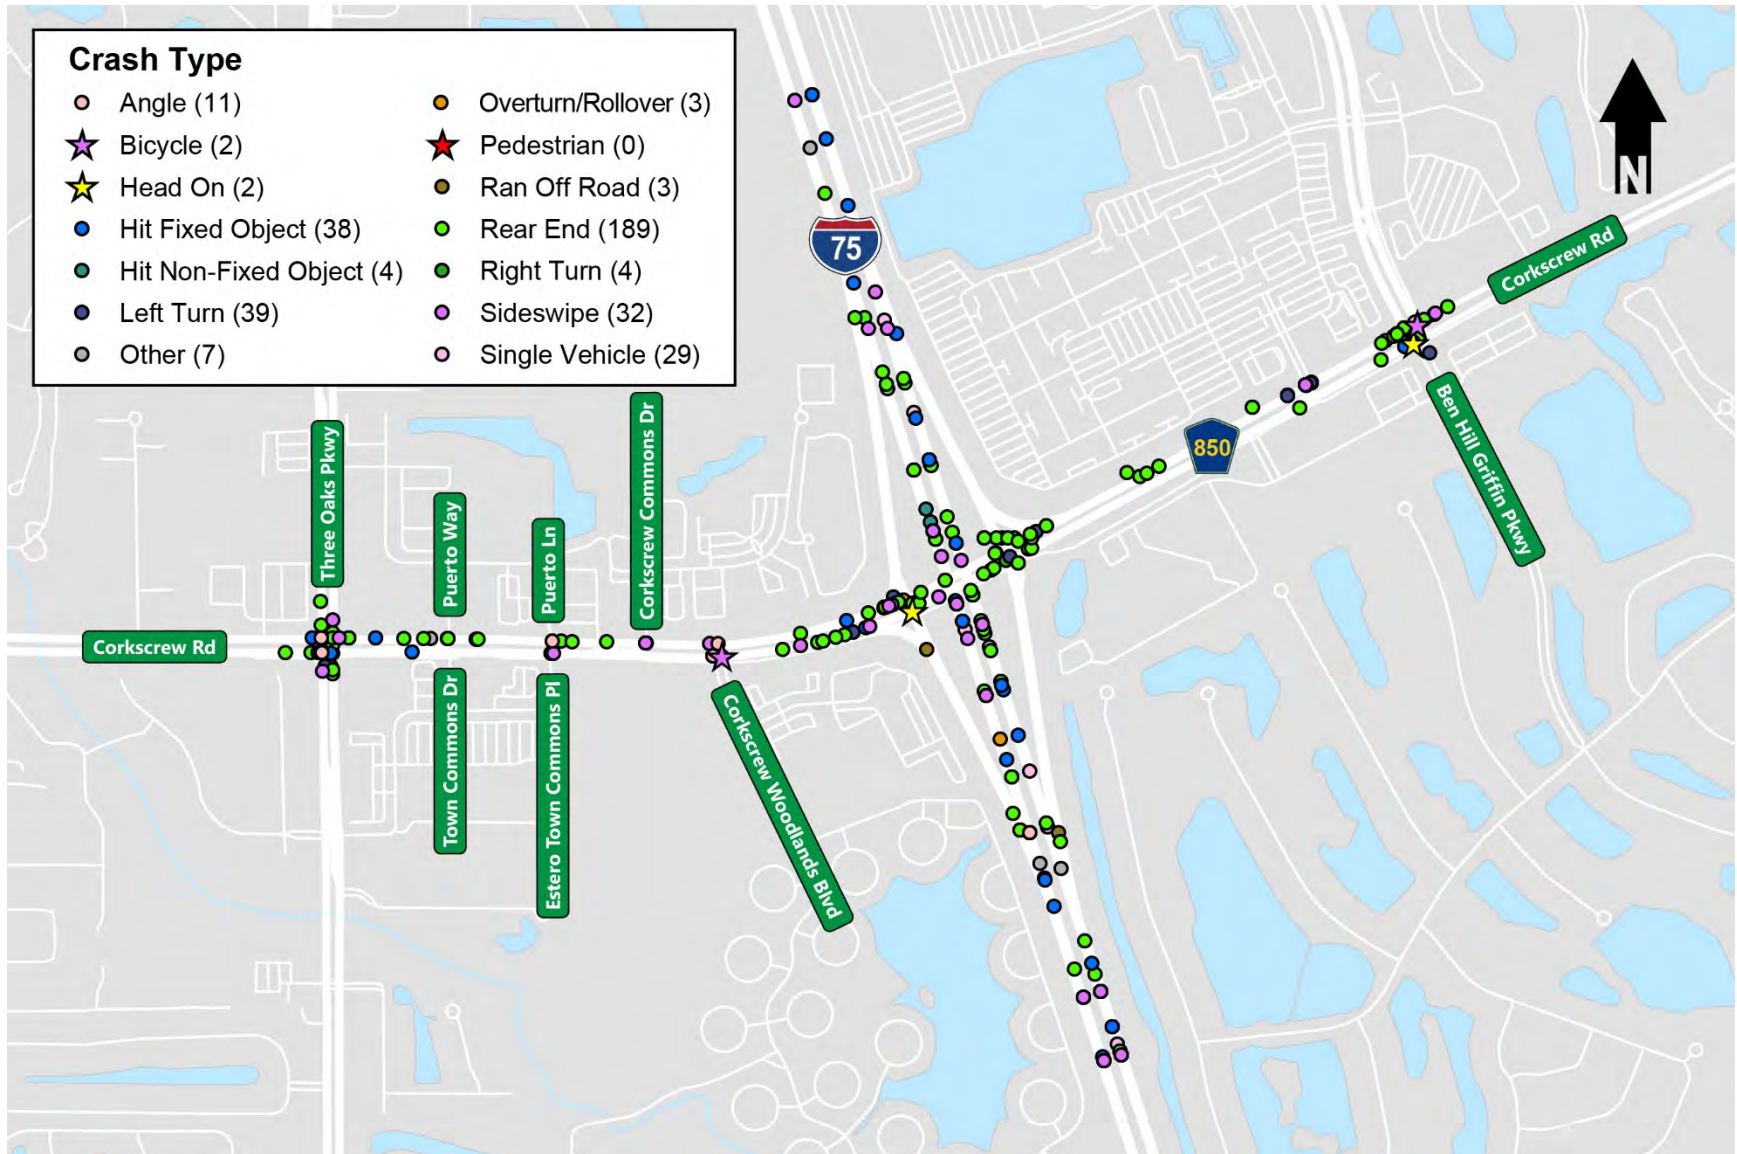 Crash Type
Angle (11)
Bicycle (2)
Head On (2)
Hit Fixed Object (38)
Hit Non-Fixed Object (4)
Left Turn (39)
Other (7)
Overturn/Rollover (3)
Pedestrian (0)
Ran Off Road (3)
Rear End (189)
Right Turn (4)
Sideswipe (32)
Single Vehicle (29)
N
75
Corkscrew Rd
850
Ben Hill Griffin Pkwy
Three Oaks Pkwy
Puerto Way
Puerto Ln
Corkscrew Commons Dr
Corkscrew Rd
Town Commons Dr
Estero Town Commons Pl
Corkscrew Woodlands Blvd